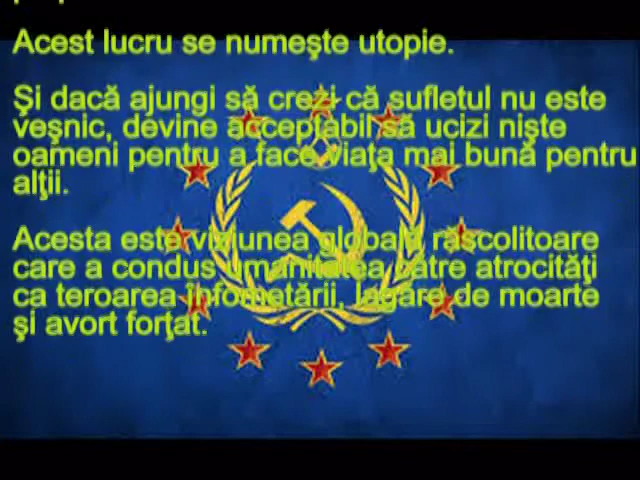 Acest lucru se numeşte utopie.
Şi dacă ajungi să crezi că sufletul nu este
veşnic, devine acceptabil să ucizi nişte
oameni pentru a face viaţa mai bună pentru
alţii.
Acesta este viziunea globală răscolitoare
care a condus umanitatea către atrocităţi
ca teroarea înfometării, lagăre de moarte
şi avort forţat.